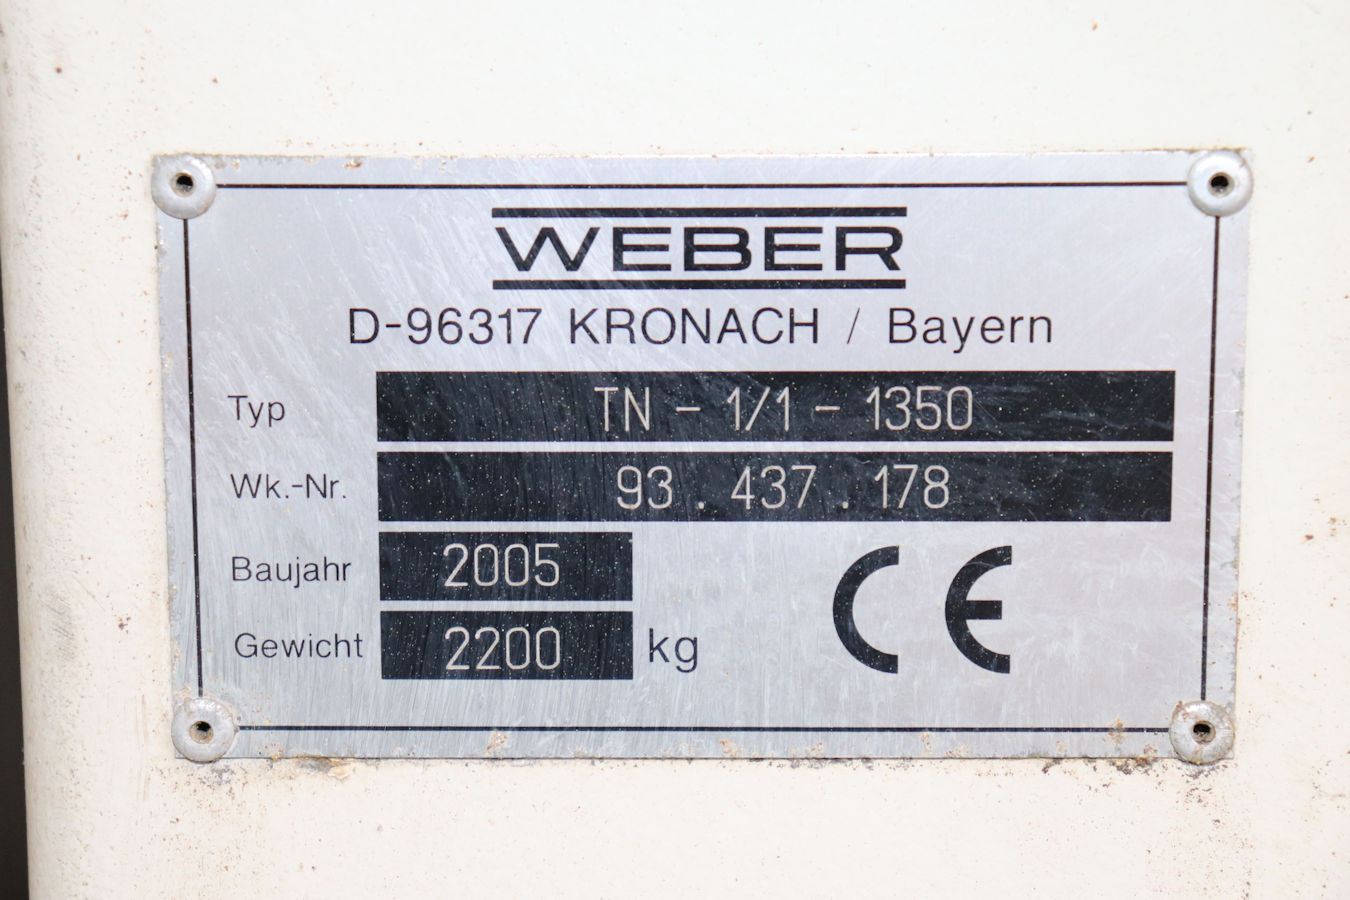 WEBER
D-96317 KRONACH / Bayern
Typ TN - 1/1 - 1350
Wk.-Nr. 93 . 437 . 178
Baujahr 2005
Gewicht 2200 kg
CE